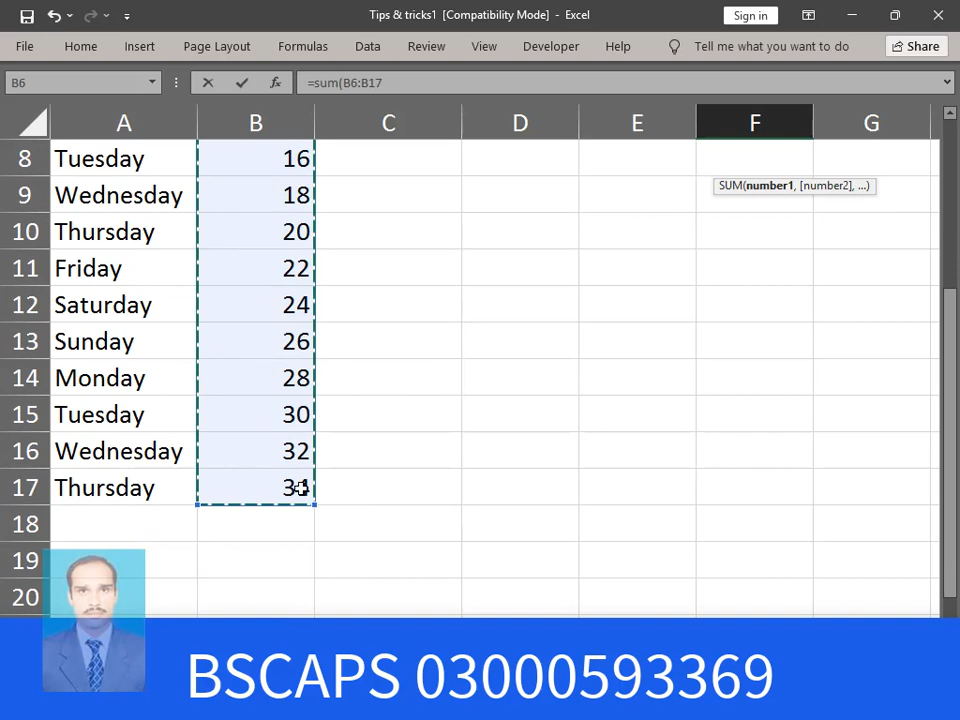 Tips & tricks1 [Compatibility Mode] - Excel
Sign in
File Home Insert Page Layout Formulas Data Review View Developer Help Tell me what you want to do Share
B6 fx =sum(B6:B17
A B C D E F G
SUM(number1, [number2], ...)
8 Tuesday 16
9 Wednesday 18
10 Thursday 20
11 Friday 22
12 Saturday 24
13 Sunday 26
14 Monday 28
15 Tuesday 30
16 Wednesday 32
17 Thursday 34
18
19
20
BSCAPS 03000593369